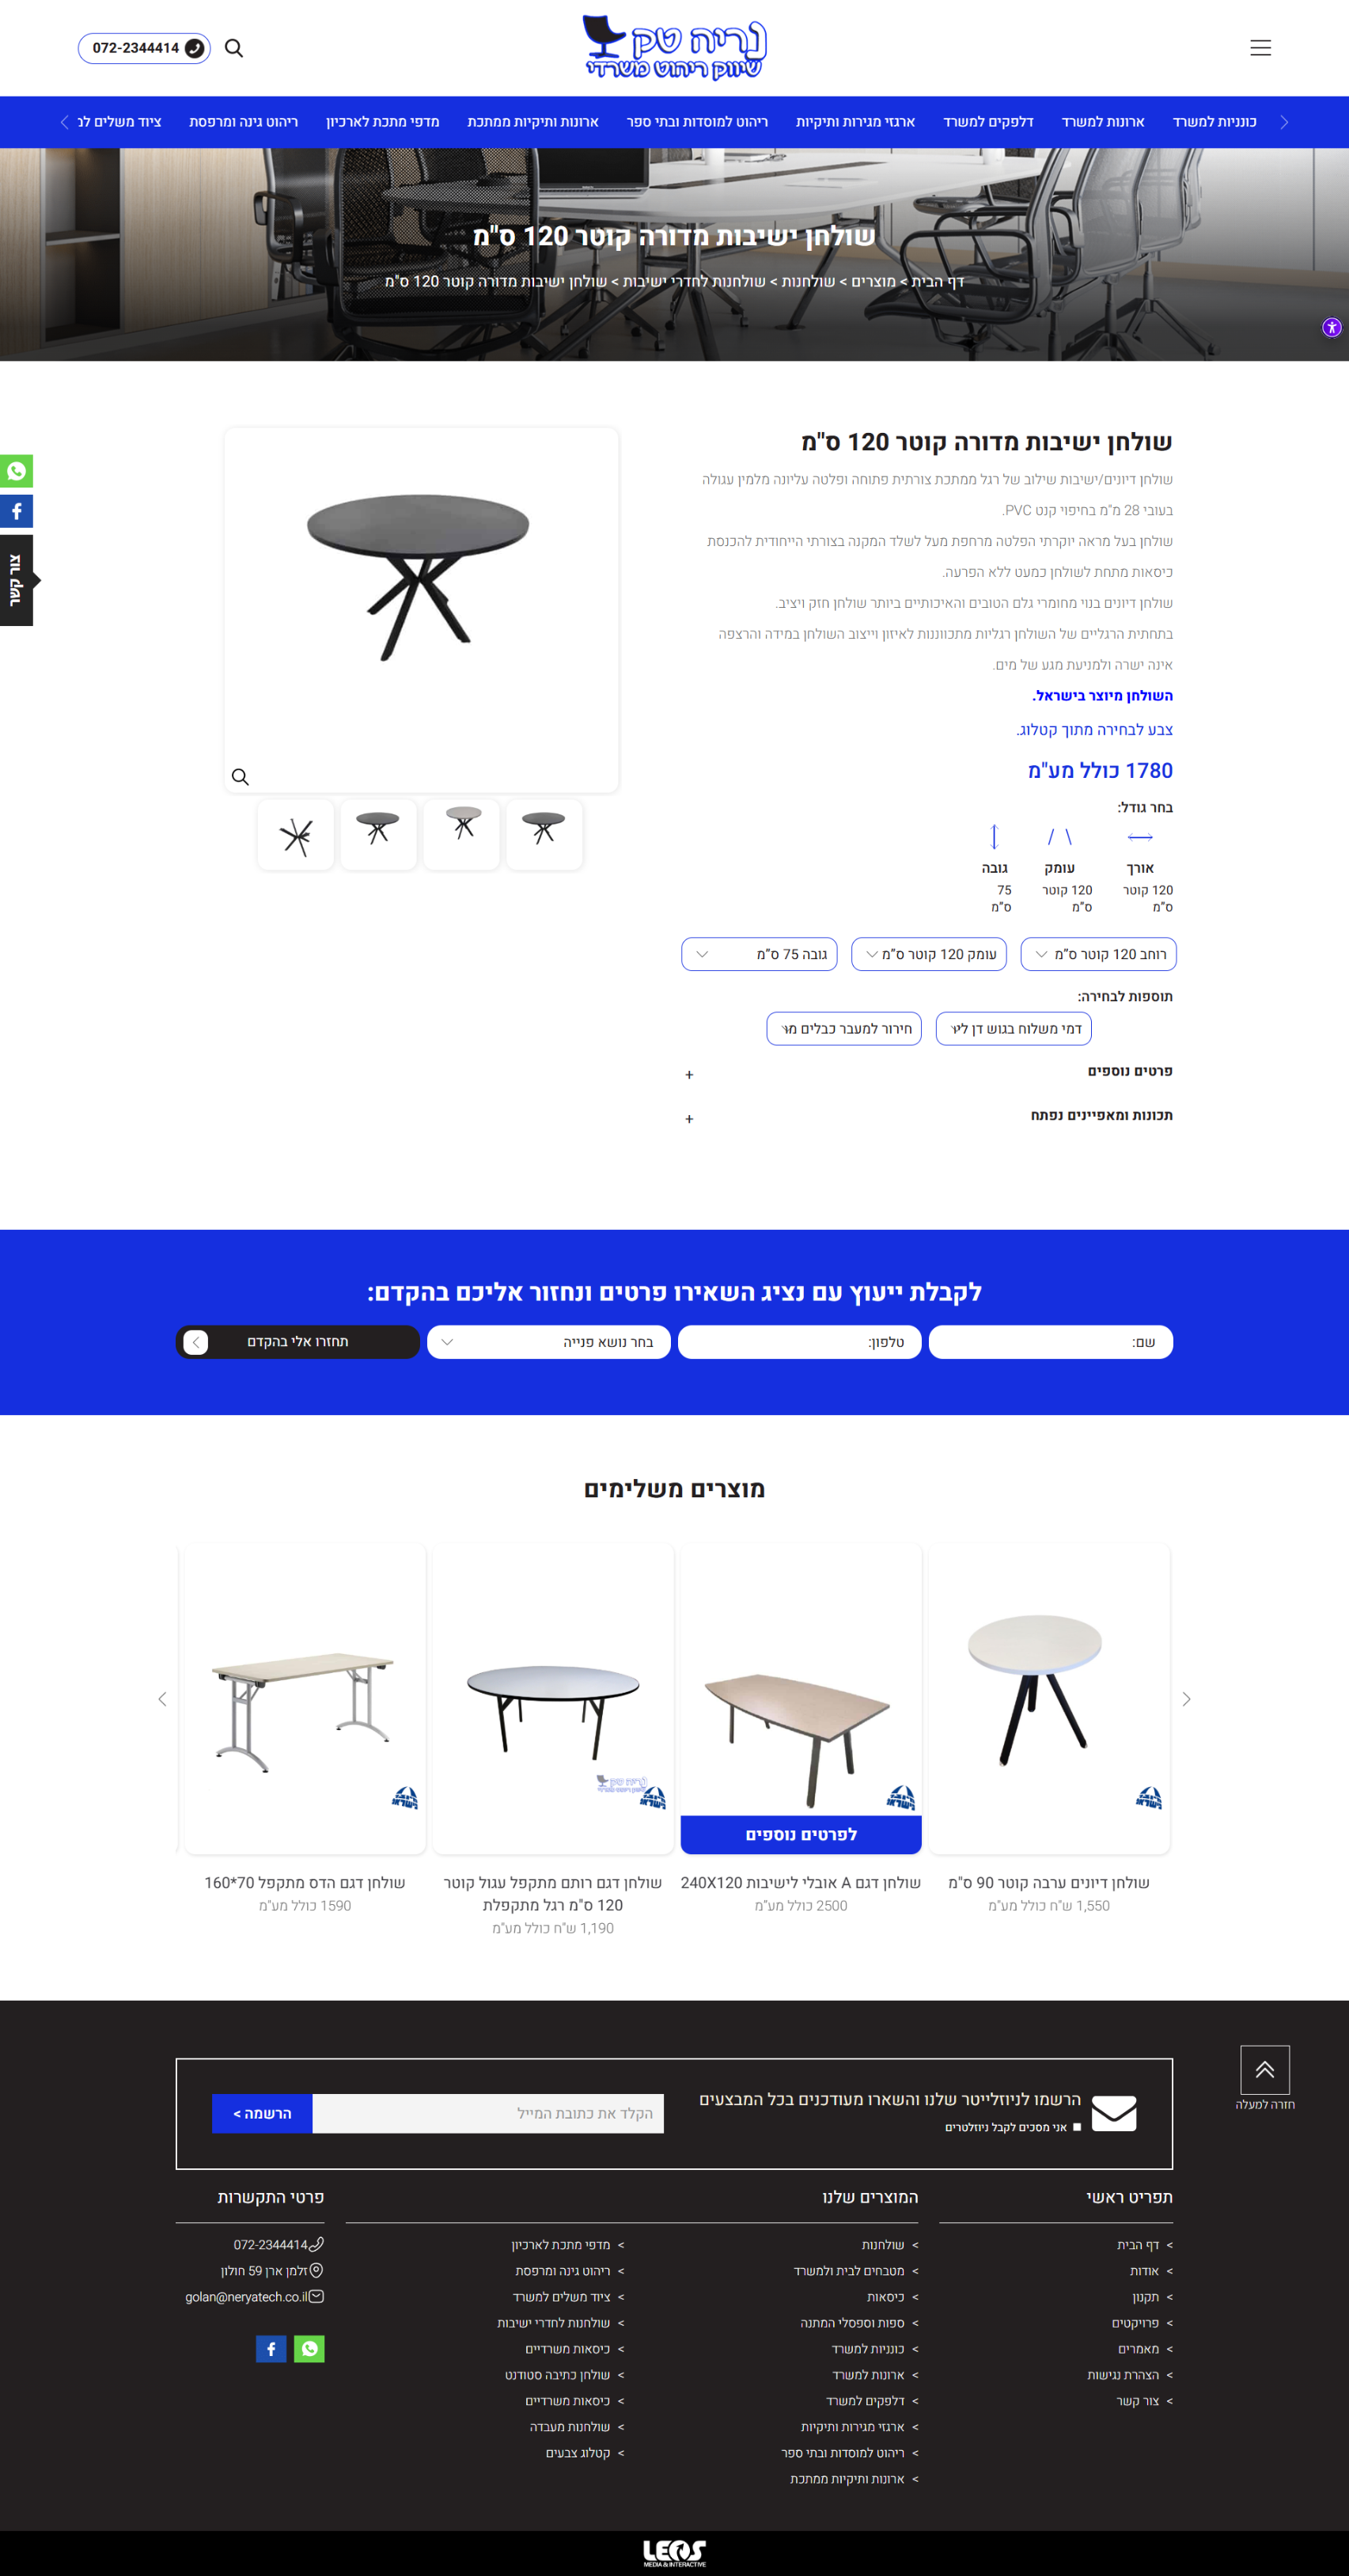 נריה טק
שיווק ריהוט משרדי
072-2344414
כונניות למשרד
ארונות למשרד
דלפקים למשרד
ארגזי מגירות ותיקיות
ריהוט למוסדות ובתי ספר
ארונות ותיקיות ממתכת
מדפי מתכת לארכיון
ריהוט גינה ומרפסת
ציוד משלים למ
שולחן ישיבות מדורה קוטר 120 ס"מ
דף הבית > מוצרים > שולחנות > שולחנות לחדרי ישיבות > שולחן ישיבות מדורה קוטר 120 ס"מ
צור קשר
שולחן ישיבות מדורה קוטר 120 ס"מ
שולחן דיונים/ישיבות שילוב של רגל ממתכת צורתית פתוחה ופלטה עליונה מלמין עגולה
בעובי 28 מ"מ בחיפוי קנט PVC.
שולחן בעל מראה יוקרתי הפלטה מרחפת מעל לשלד המקנה בצורתי הייחודית להכנסת
כיסאות מתחת לשולחן כמעט ללא הפרעה.
שולחן דיונים בנוי מחומרי גלם הטובים והאיכותיים ביותר שולחן חזק ויציב.
בתחתית הרגליים של השולחן רגליות מתכווננות לאיזון וייצוב השולחן במידה והרצפה
אינה ישרה ולמניעת מגע של מים.
השולחן מיוצר בישראל.
צבע לבחירה מתוך קטלוג.
1780 כולל מע"מ
בחר גודל:
אורך
עומק
גובה
120 קוטר ס"מ
120 קוטר ס"מ
75 ס"מ
רוחב 120 קוטר ס"מ
עומק 120 קוטר ס"מ
גובה 75 ס"מ
תוספות לבחירה:
דמי משלוח בגוש דן לי
חירור למעבר כבלים מ
פרטים נוספים
+
תכונות ומאפיינים נפתח
+
לקבלת ייעוץ עם נציג השאירו פרטים ונחזור אליכם בהקדם:
שם:
טלפון:
בחר נושא פנייה
תחזרו אלי בהקדם
מוצרים משלימים
נריה טק
שיווק ריהוט משרדי
לפרטים נוספים
שולחן דיונים ערבה קוטר 90 ס"מ
1,550 ש"ח כולל מע"מ
שולחן דגם A אובלי לישיבות 240X120
2500 כולל מע"מ
שולחן דגם רותם מתקפל עגול קוטר
120 ס"מ רגל מתקפלת
1,190 ש"ח כולל מע"מ
שולחן דגם הדס מתקפל 70*160
1590 כולל מע"מ
חזרה למעלה
הרשמו לניוזלייטר שלנו והשארו מעודכנים בכל המבצעים
אני מסכים לקבל ניוזלטרים
הקלד את כתובת המייל
הרשמה >
תפריט ראשי
> דף הבית
> אודות
> תקנון
> פרויקטים
> מאמרים
> הצהרת נגישות
> צור קשר
המוצרים שלנו
> שולחנות
> מטבחים לבית ולמשרד
> כיסאות
> ספות וספסלי המתנה
> כונניות למשרד
> ארונות למשרד
> דלפקים למשרד
> ארגזי מגירות ותיקיות
> ריהוט למוסדות ובתי ספר
> ארונות ותיקיות ממתכת
> מדפי מתכת לארכיון
> ריהוט גינה ומרפסת
> ציוד משלים למשרד
> שולחנות לחדרי ישיבות
> כיסאות משרדיים
> שולחן כתיבה סטודנט
> כיסאות משרדיים
> שולחנות מעבדה
> קטלוג צבעים
פרטי התקשרות
072-2344414
זלמן ארן 59 חולון
golan@neryatech.co.il
LEOS
MEDIA & INTERACTIVE